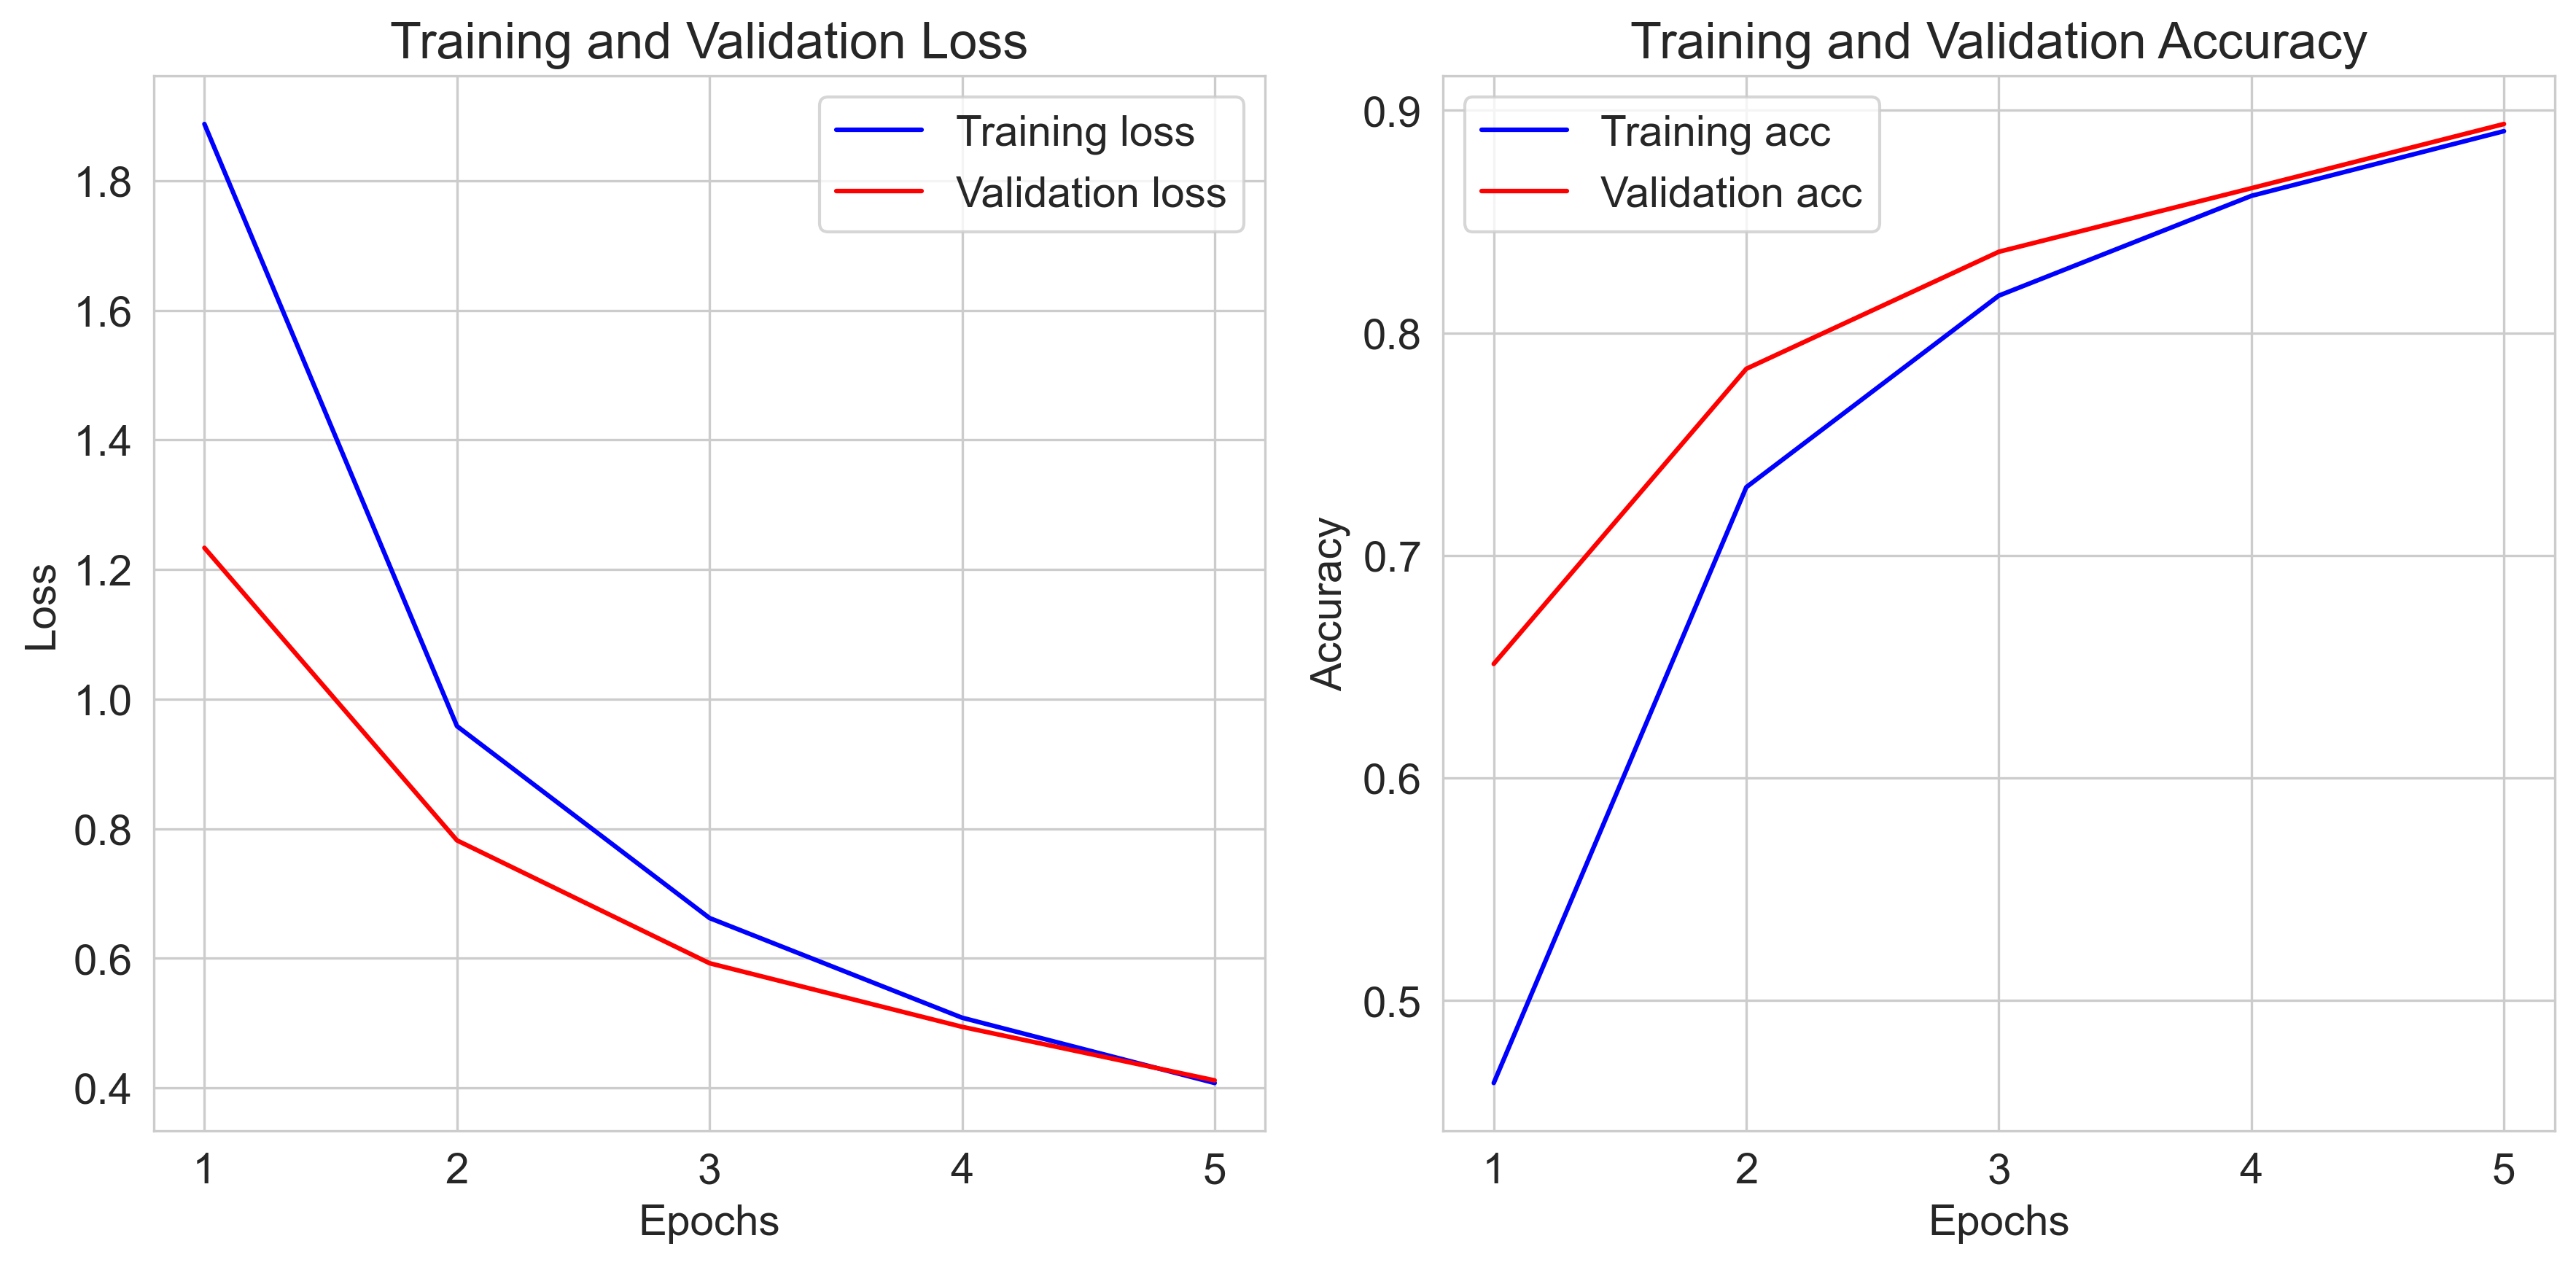 Training and Validation Loss
Training loss
Validation loss
1.8
1.6
1.4
1.2
1.0
0.8
0.6
0.4
Loss
1 2 3 4 5
Epochs
Training and Validation Accuracy
Training acc
Validation acc
0.9
0.8
0.7
0.6
0.5
Accuracy
1 2 3 4 5
Epochs